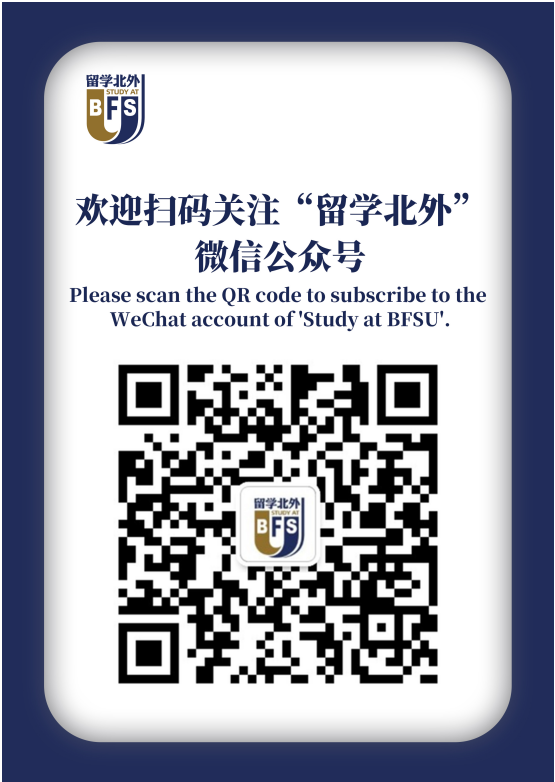 留学北外
STUDY AT
BFS
欢迎扫码关注“留学北外”
微信公众号
Please scan the QR code to subscribe to the
WeChat account of 'Study at BFSU'.
留学北外
STUDY AT
BFS